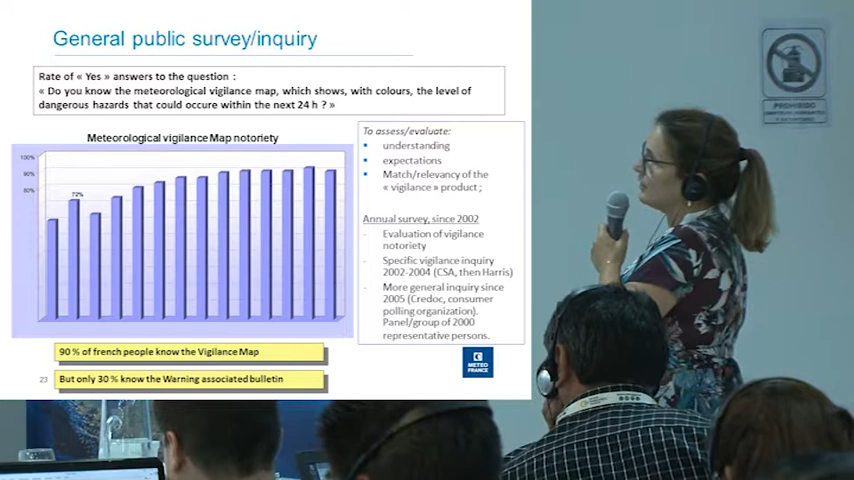 General public survey/inquiry
Rate of « Yes » answers to the question :
« Do you know the meteorological vigilance map, which shows, with colours, the level of
dangerous hazards that could occure within the next 24 h ? »
Meteorological vigilance Map notoriety
100%
90%
80%
72%
To assess/evaluate:
understanding
expectations
Match/relevancy of the
« vigilance » product ;
Annual survey, since 2002
- Evaluation of vigilance
notoriety
- Specific vigilance inquiry
2002-2004 (CSA, then Harris)
- More general inquiry since
2005 (Credoc, consumer
polling organization).
Panel/group of 2000
representative persons.
90 % of french people know the Vigilance Map
23
But only 30 % know the Warning associated bulletin
METEO
FRANCE
PROHIBIDO